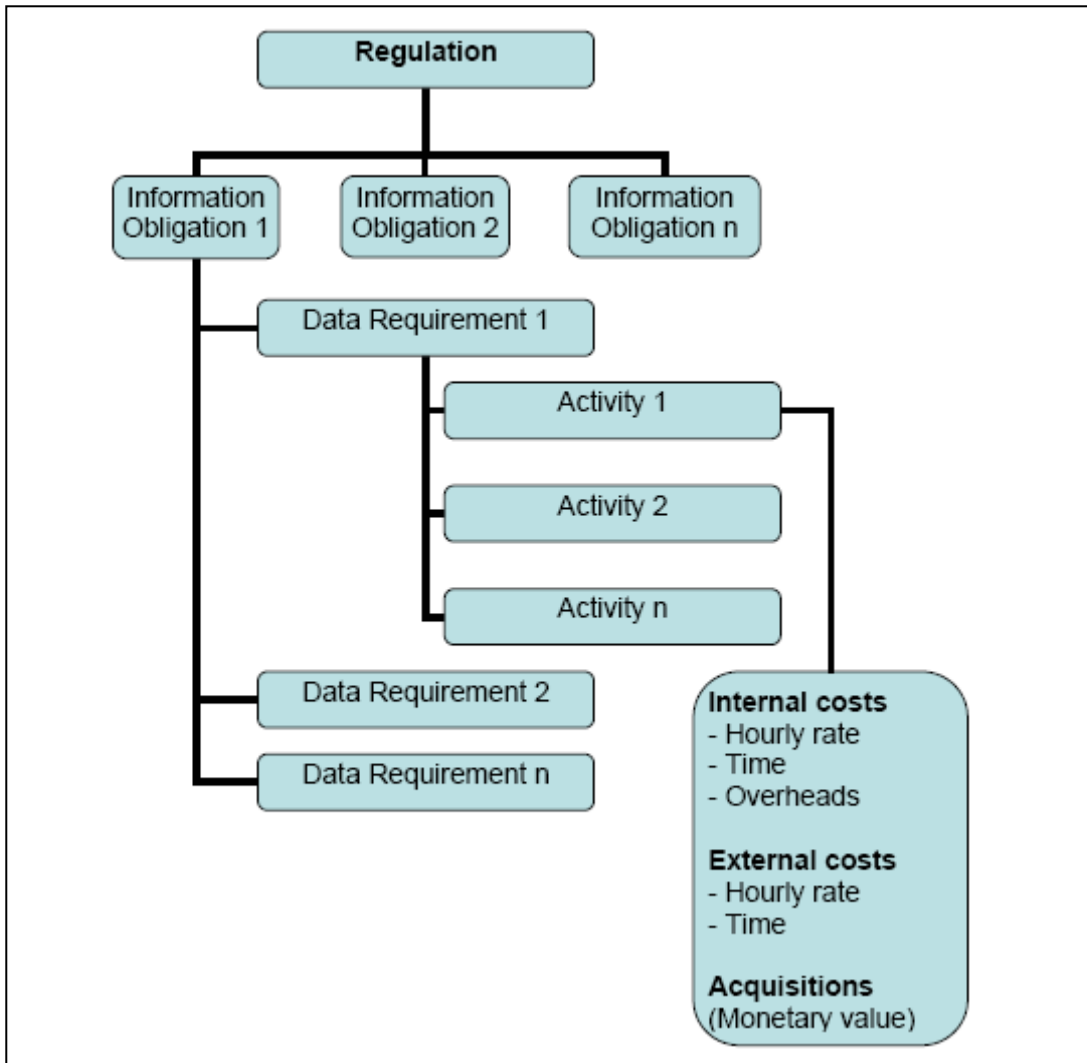 Regulation
Information
Obligation 1
Information
Obligation 2
Information
Obligation n
Data Requirement 1
Activity 1
Activity 2
Activity n
Data Requirement 2
Data Requirement n
Internal costs
- Hourly rate
- Time
- Overheads
External costs
- Hourly rate
- Time
Acquisitions
(Monetary value)